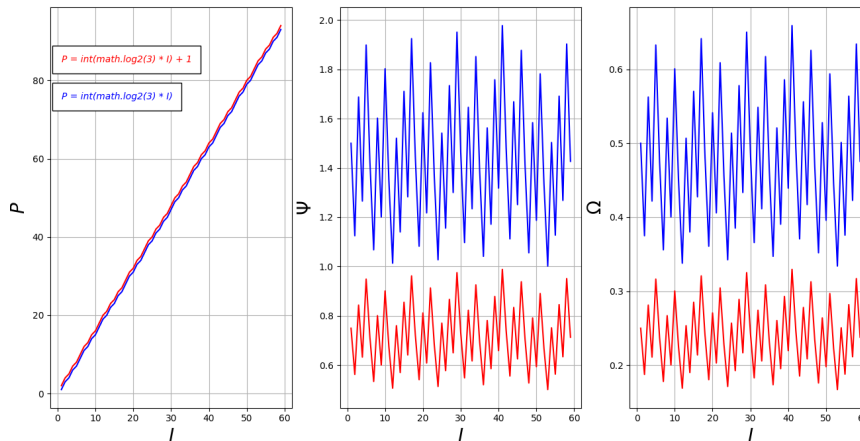 P = int(math.log2(3) * I) + 1
P = int(math.log2(3) * I)
P
80
60
40
20
0
0 10 20 30 40 50 60
I
Ψ
2.0
1.8
1.6
1.4
1.2
1.0
0.8
0.6
0 10 20 30 40 50 60
I
Ω
0.6
0.5
0.4
0.3
0.2
0 10 20 30 40 50 60
I